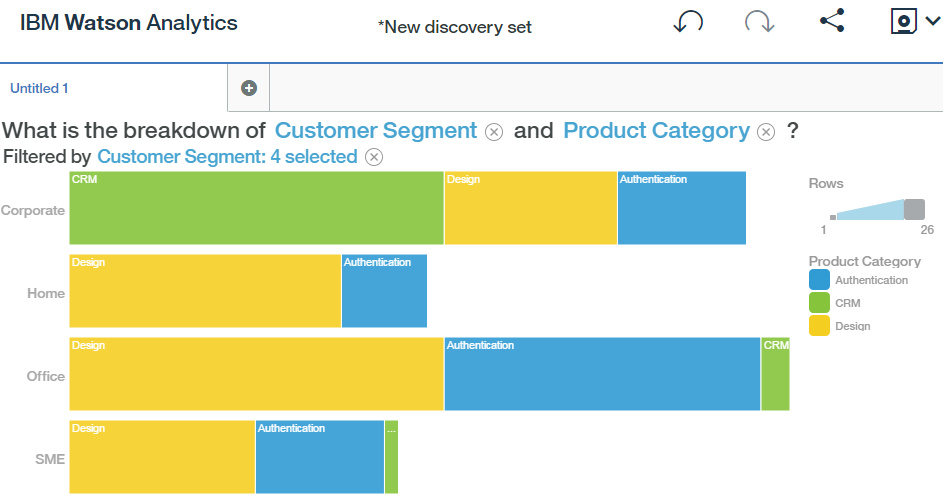 IBM Watson Analytics
*New discovery set
Untitled 1
What is the breakdown of Customer Segment and Product Category ?
Filtered by Customer Segment: 4 selected
Corporate
CRM
Design
Authentication
Home
Design
Authentication
Office
Design
Authentication
CRM
SME
Design
Authentication
...
Rows
1
26
Product Category
Authentication
CRM
Design